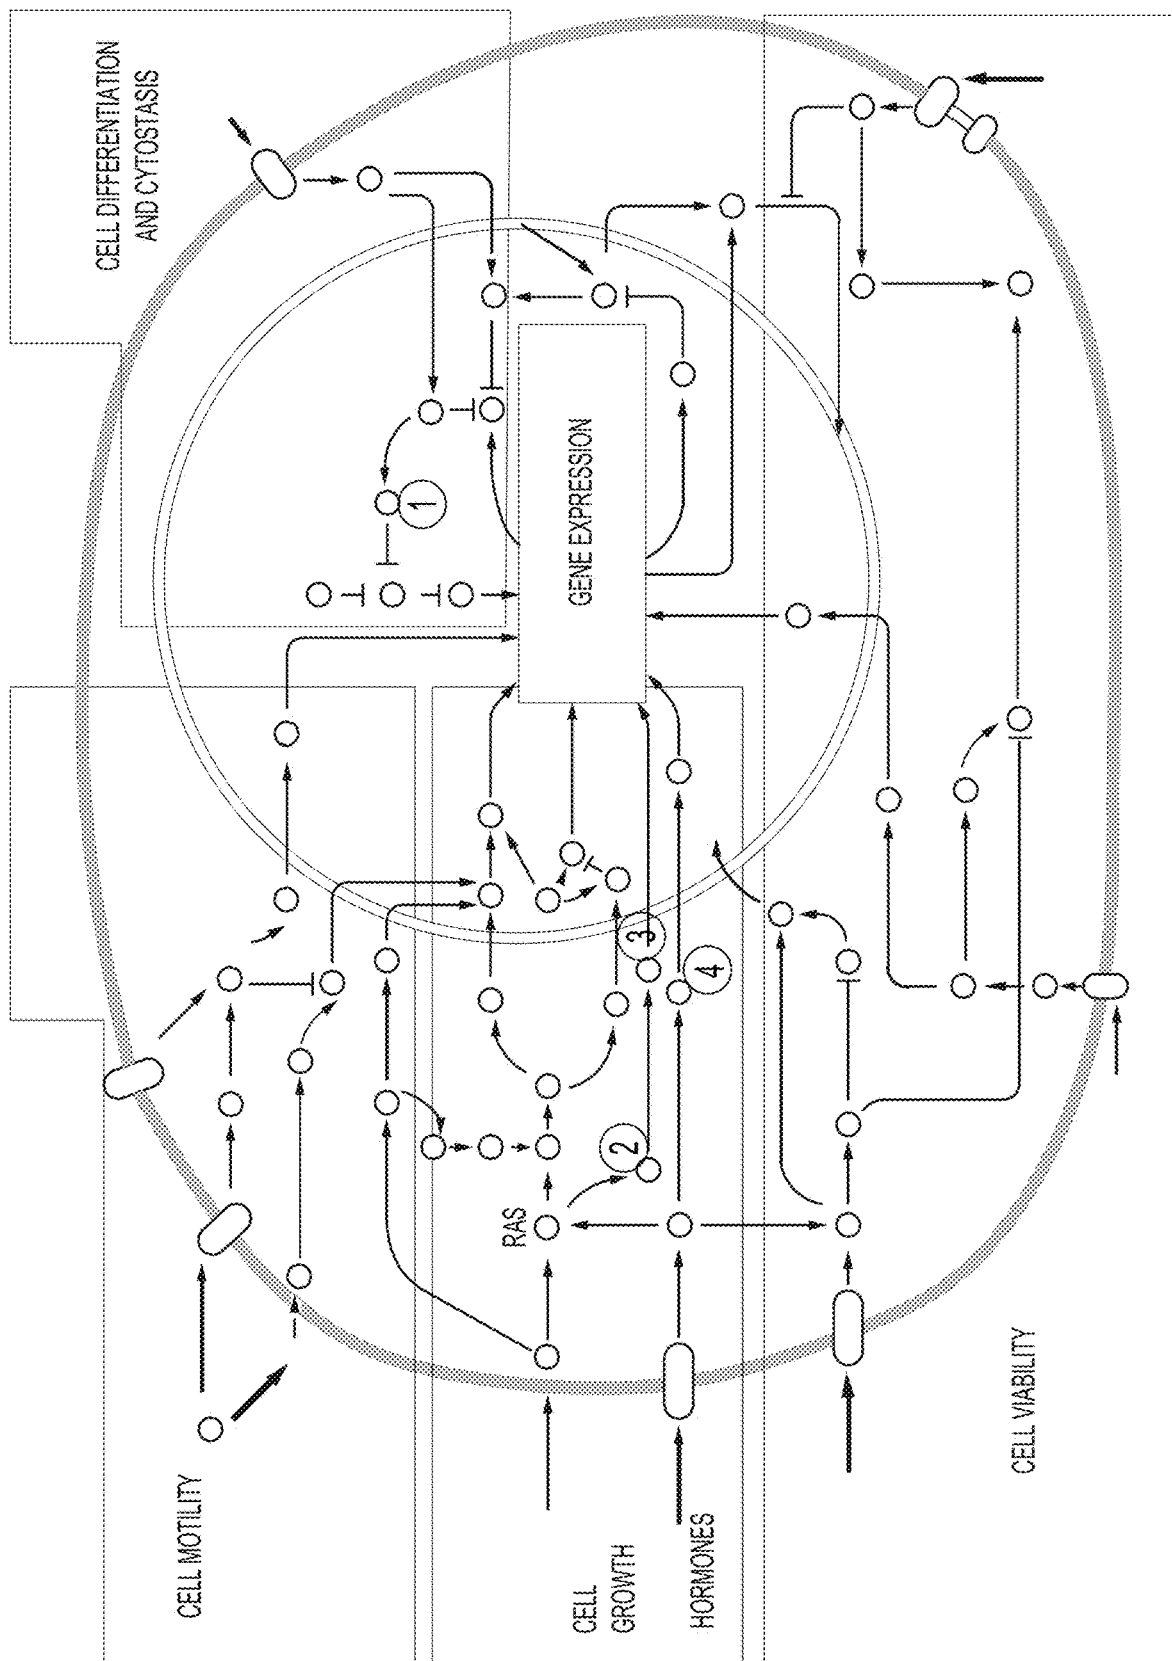 CELL MOTILITY
CELL
GROWTH
HORMONES
CELL VIABILITY
RAS
2
3
4
1
GENE EXPRESSION
CELL DIFFERENTIATION
AND CYTOSTASIS